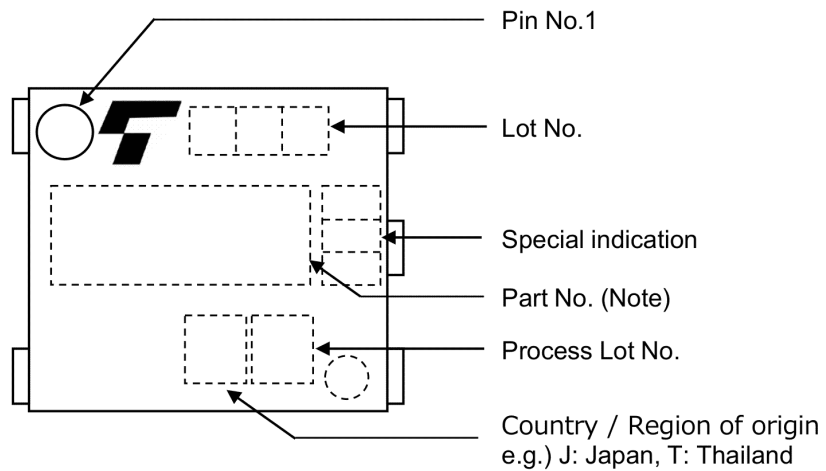 Pin No.1
Lot No.
Special indication
Part No. (Note)
Process Lot No.
Country / Region of origin
e.g.) J: Japan, T: Thailand